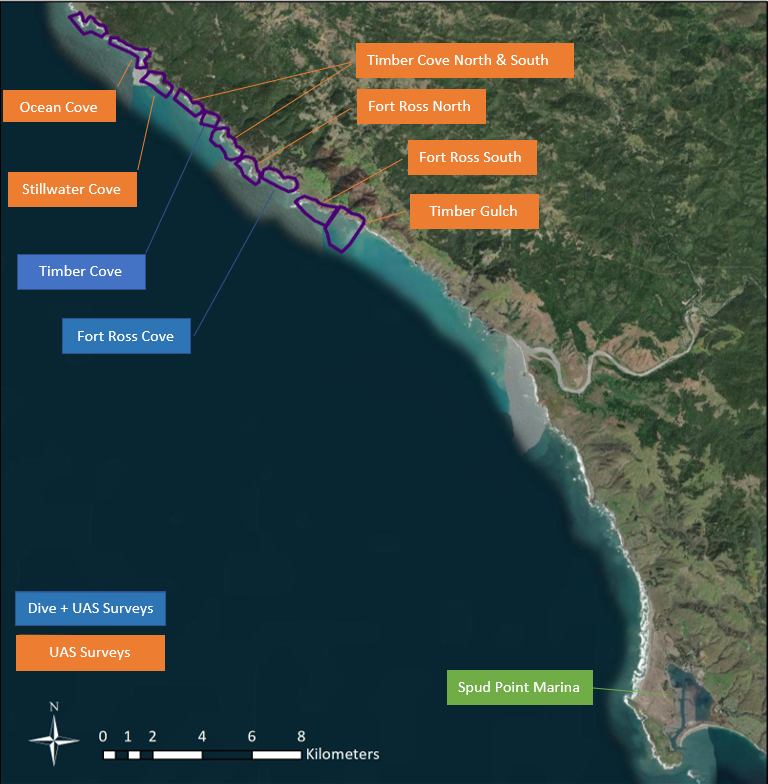 Timber Cove North & South
Ocean Cove
Fort Ross North
Fort Ross South
Stillwater Cove
Timber Gulch
Timber Cove
Fort Ross Cove
Dive + UAS Surveys
UAS Surveys
Spud Point Marina
N
0 1 2 4 6 8
Kilometers